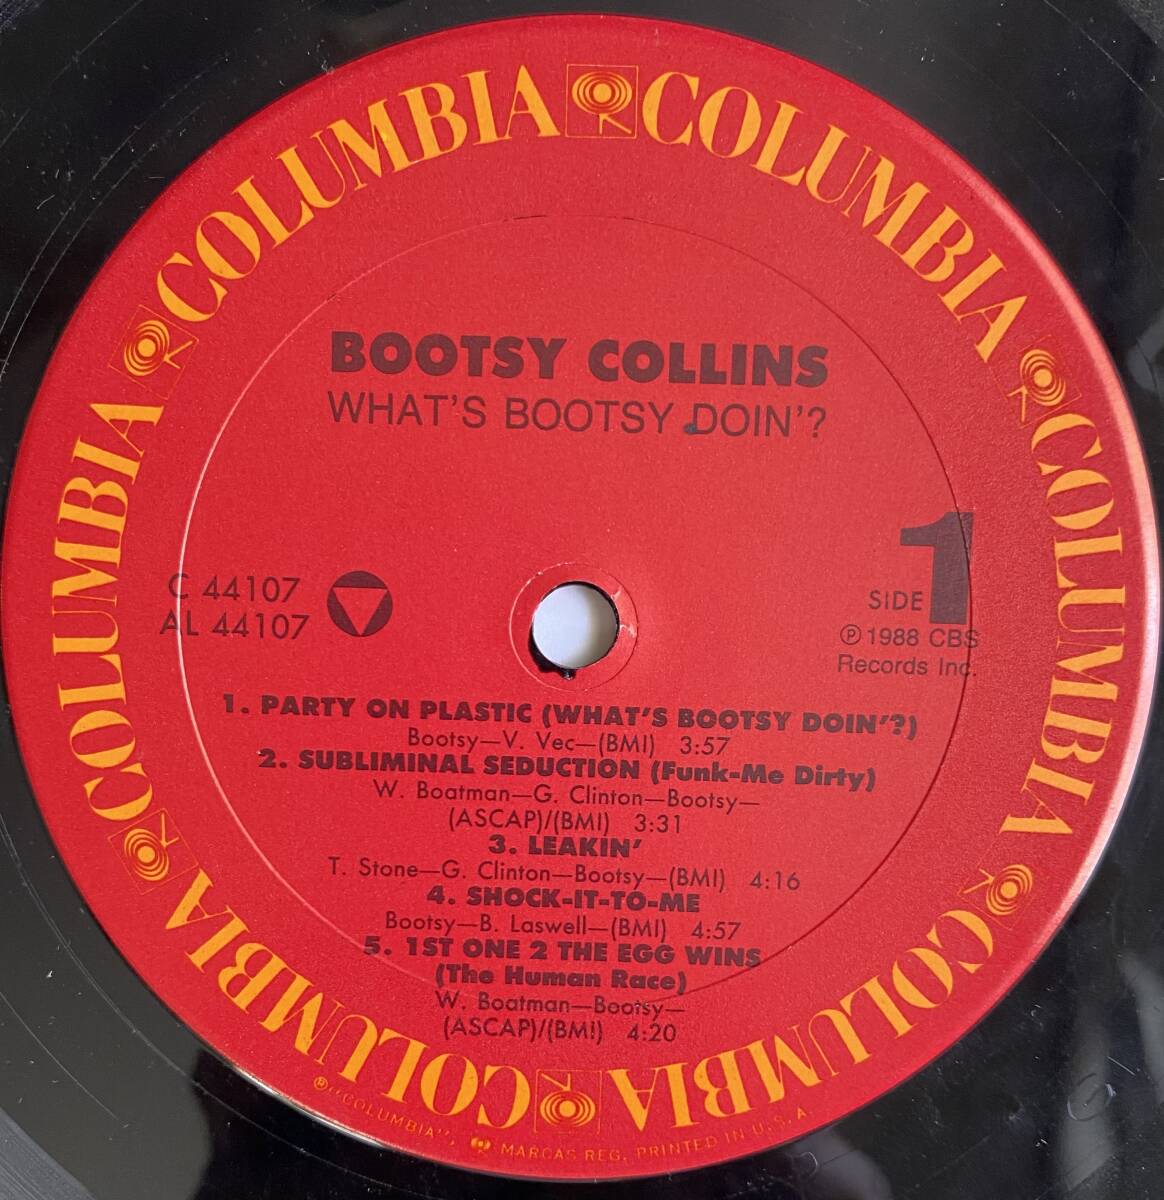 COLUMBIA COLUMBIA COLUMBIA COLUMBIA COLUMBIA COLUMBIA
BOOTSY COLLINS
WHAT'S BOOTSY DOIN'?
C 44107
AL 44107
SIDE 1
℗ 1988 CBS
Records Inc.
1. PARTY ON PLASTIC (WHAT'S BOOTSY DOIN'?)
Bootsy—V. Vec—(BMI) 3:57
2. SUBLIMINAL SEDUCTION (Funk-Me Dirty)
W. Boatman—G. Clinton—Bootsy—
(ASCAP)/(BMI) 3:31
3. LEAKIN'
T. Stone—G. Clinton—Bootsy—(BMI) 4:16
4. SHOCK-IT-TO-ME
Bootsy—B. Laswell—(BMI) 4:57
5. 1ST ONE 2 THE EGG WINS
(The Human Race)
W. Boatman—Bootsy—
(ASCAP)/(BMI) 4:20
® "COLUMBIA", MARCAS REG. PRINTED IN U.S.A.